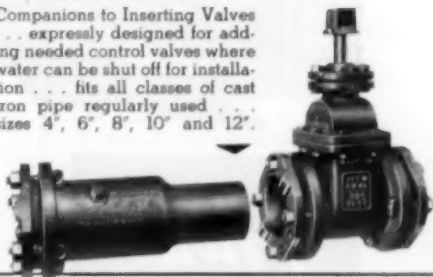 Companions to Inserting Valves
. . . expressly designed for add-
ing needed control valves where
water can be shut off for installa-
tion . . . fits all classes of cast
iron pipe regularly used . . .
sizes 4″, 6″, 8″, 10″ and 12″.